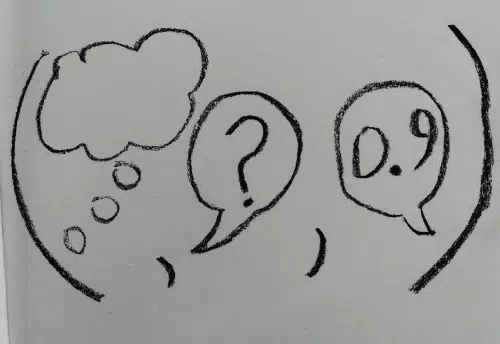 ( , ? , 0.9 )